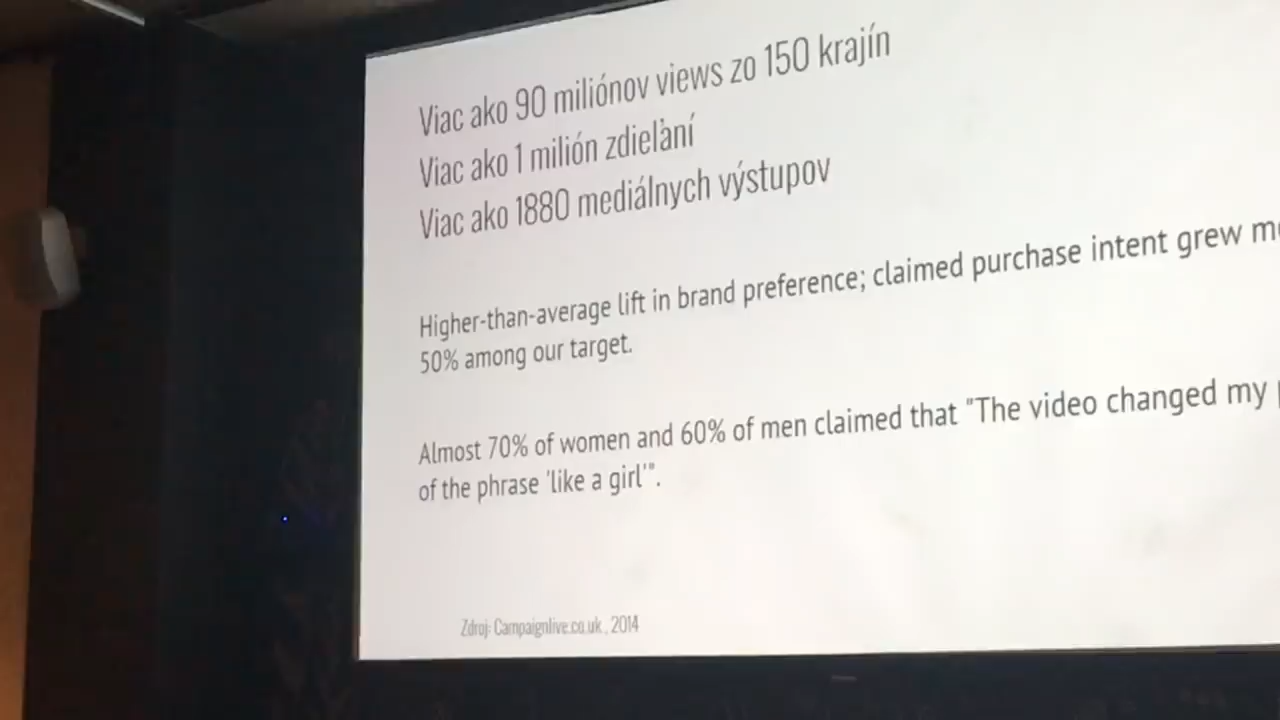 Viac ako 90 miliónov views zo 150 krajín
Viac ako 1 milión zdieľaní
Viac ako 1880 mediálnych výstupov
Higher-than-average lift in brand preference; claimed purchase intent grew
50% among our target.
Almost 70% of women and 60% of men claimed that "The video changed my
of the phrase 'like a girl'".
Zdroj: Campaignlive.co.uk , 2014